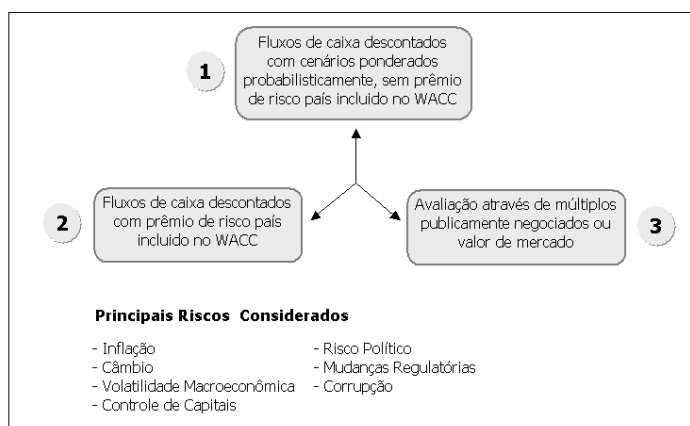 1
Fluxos de caixa descontados
com cenários ponderados
probabilisticamente, sem prêmio
de risco país incluido no WACC
2
Fluxos de caixa descontados
com prêmio de risco país
incluido no WACC
Avaliação através de múltiplos
publicamente negociados ou
valor de mercado
3
Principais Riscos Considerados
- Inflação
- Câmbio
- Volatilidade Macroeconômica
- Controle de Capitais
- Risco Político
- Mudanças Regulatórias
- Corrupção